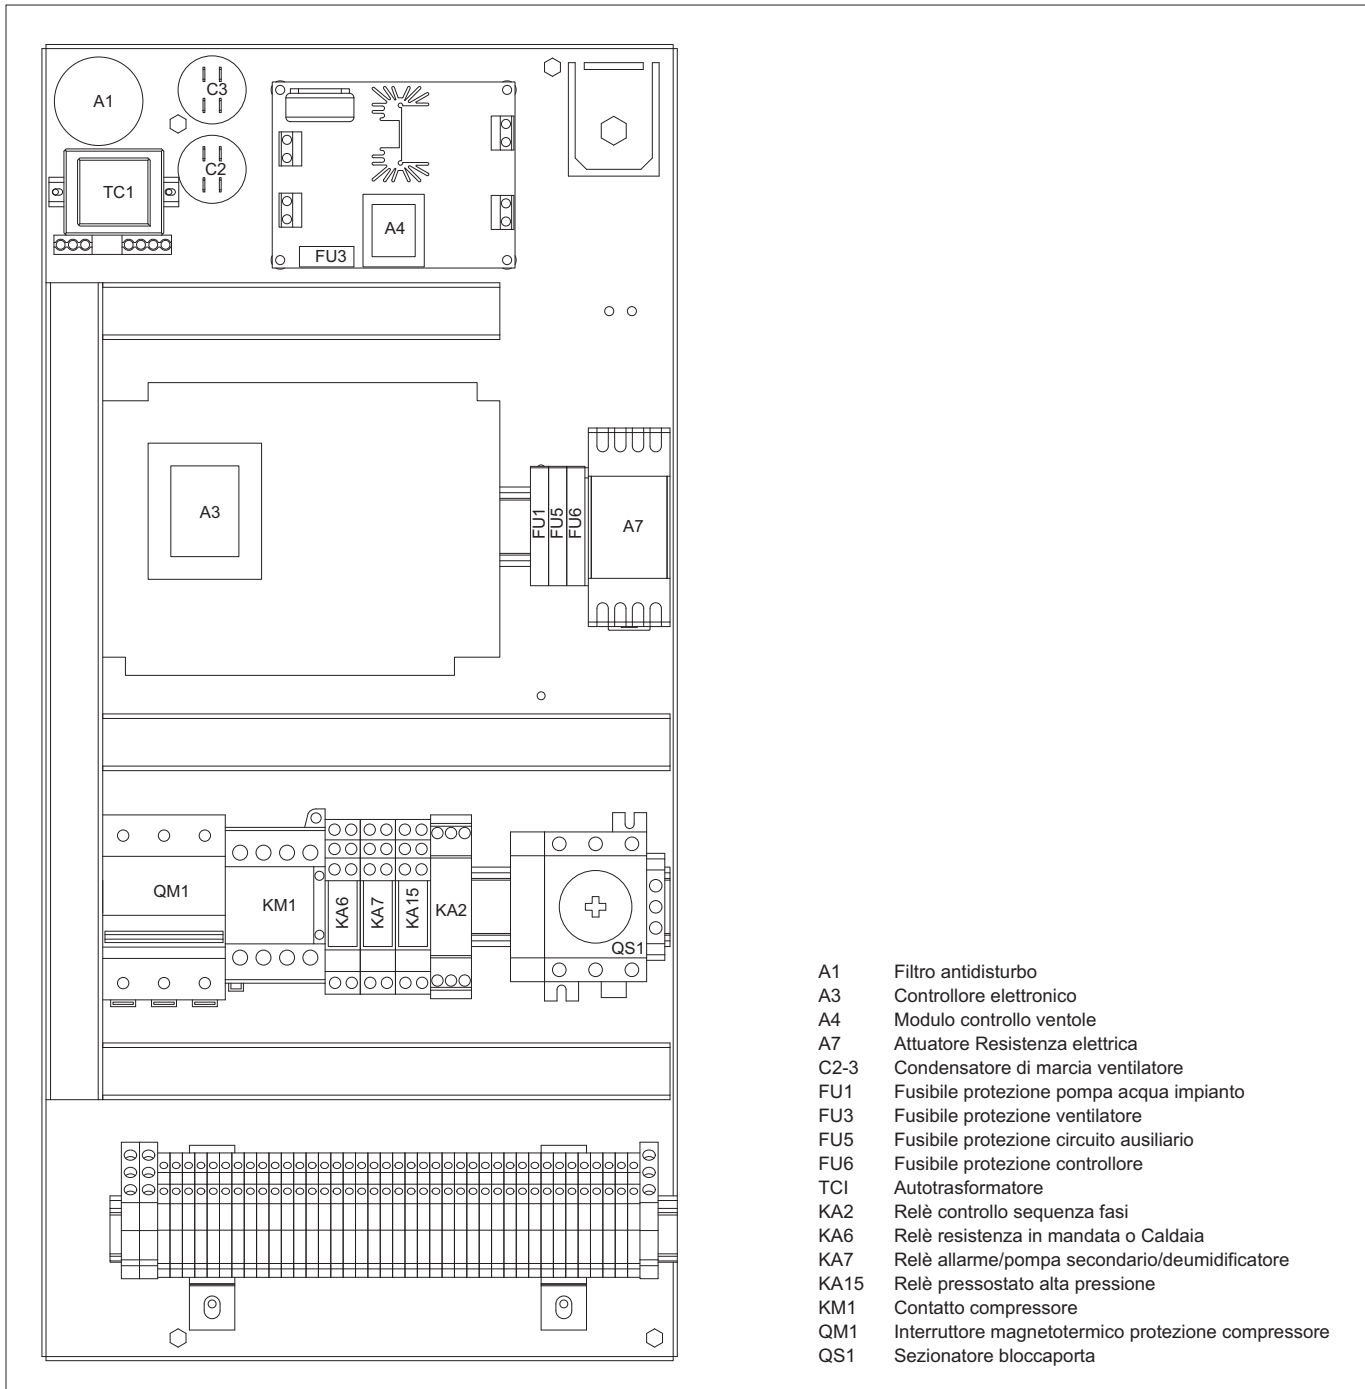 A1
C3
C2
TC1
A4
FU3
A3
FU1
FU5
FU6
A7
QM1
KM1
KA6
KA7
KA15
KA2
QS1
A1 Filtro antidisturbo
A3 Controllore elettronico
A4 Modulo controllo ventole
A7 Attuatore Resistenza elettrica
C2-3 Condensatore di marcia ventilatore
FU1 Fusibile protezione pompa acqua impianto
FU3 Fusibile protezione ventilatore
FU5 Fusibile protezione circuito ausiliario
FU6 Fusibile protezione controllore
TCI Autotrasformatore
KA2 Relè controllo sequenza fasi
KA6 Relè resistenza in mandata o Caldaia
KA7 Relè allarme/pompa secondario/deumidificatore
KA15 Relè pressostato alta pressione
KM1 Contatto compressore
QM1 Interruttore magnetotermico protezione compressore
QS1 Sezionatore bloccaporta